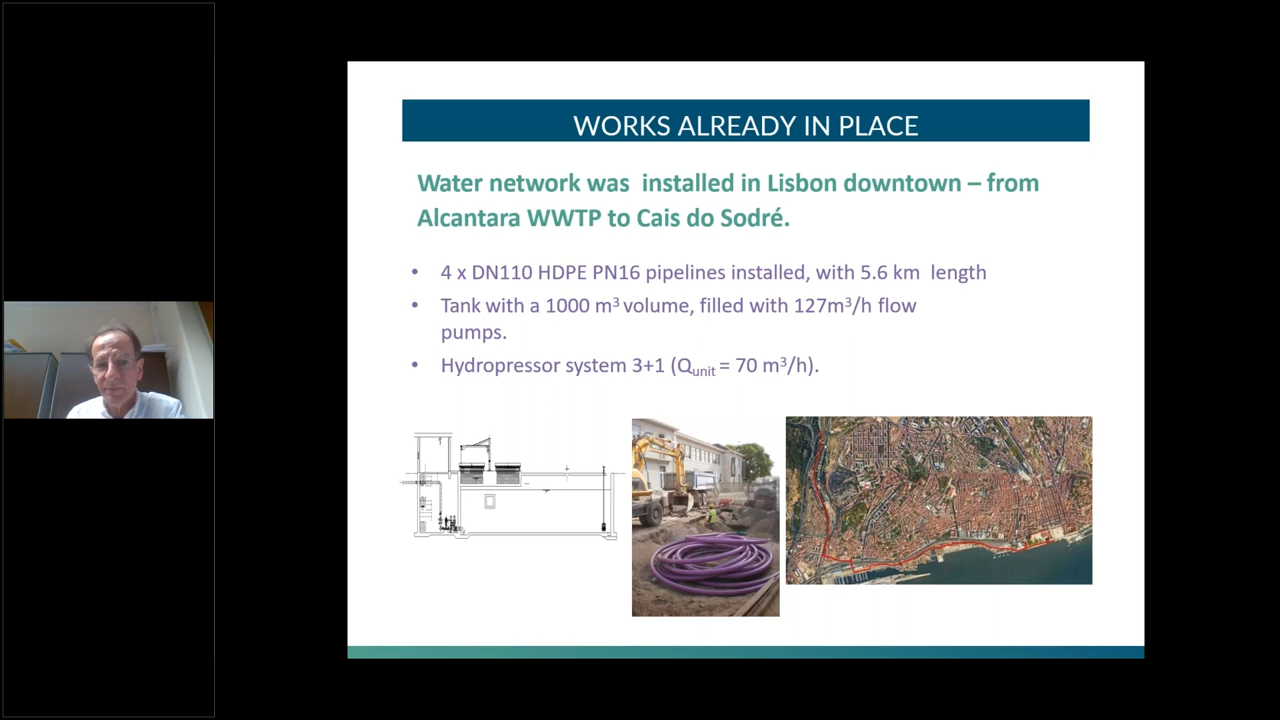 WORKS ALREADY IN PLACE
Water network was installed in Lisbon downtown – from
Alcantara WWTP to Cais do Sodré.
• 4 x DN110 HDPE PN16 pipelines installed, with 5.6 km length
• Tank with a 1000 m³ volume, filled with 127m³/h flow
pumps.
• Hydropressor system 3+1 (Qunit = 70 m³/h).